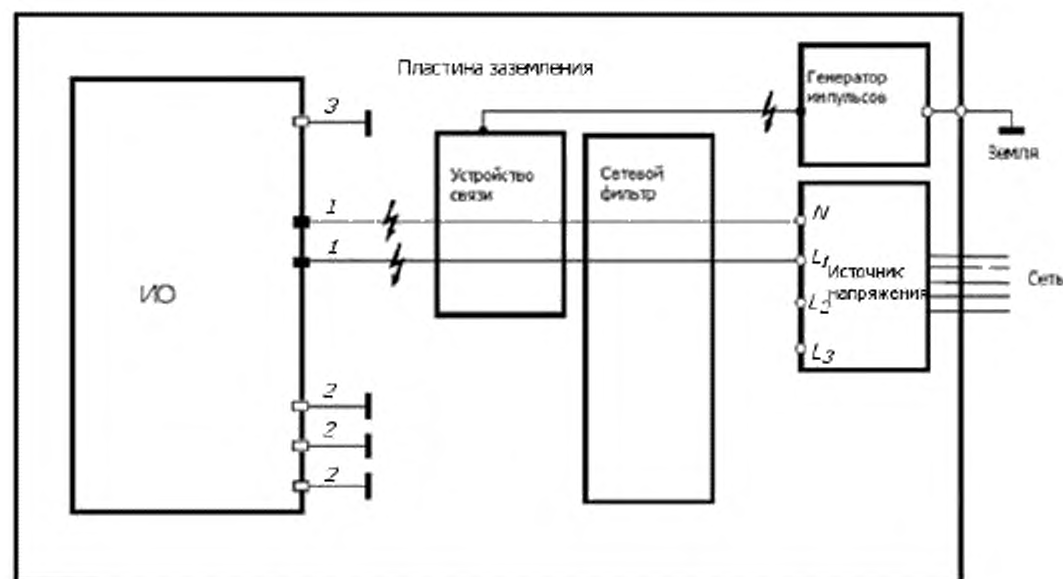 Пластина заземления
Генератор
импульсов
Земля
3
Устройство
связи
Сетевой
фильтр
1
N
1
L1
ИО
Источник
напряжения
Сеть
L2
L3
2
2
2